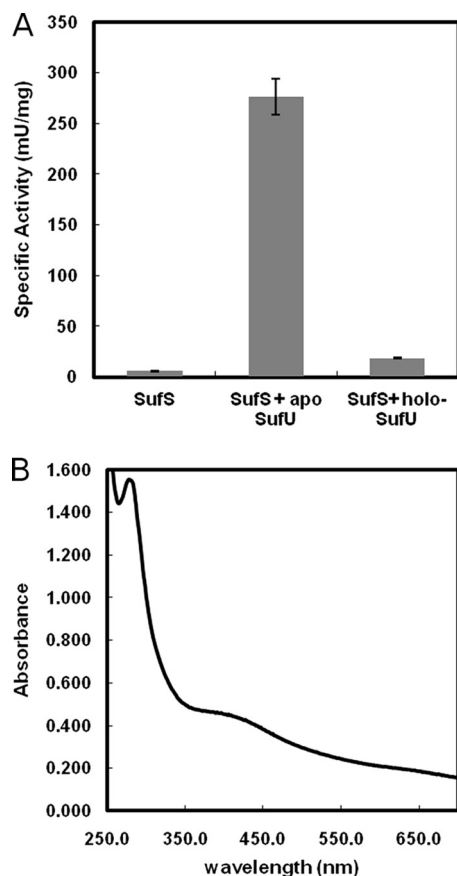 A
Specific Activity (mU/mg)
350
300
250
200
150
100
50
0
SufS
SufS + apo
SufU
SufS+ holo-
SufU
B
Absorbance
1.600
1.400
1.200
1.000
0.800
0.600
0.400
0.200
0.000
250.0 350.0 450.0 550.0 650.0
wavelength (nm)